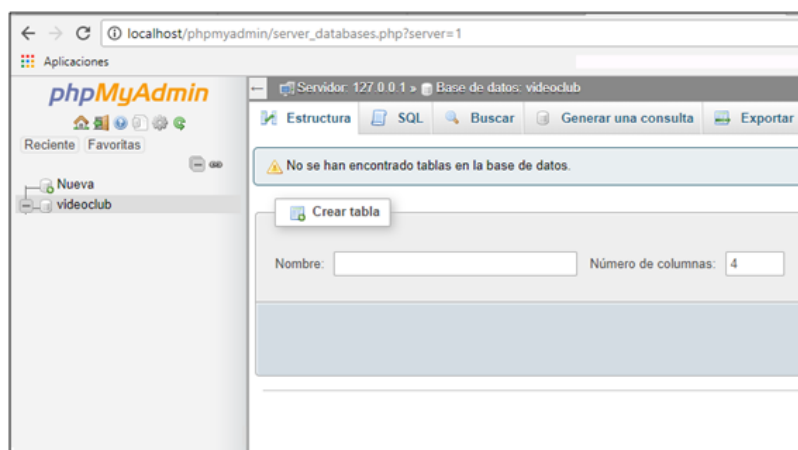 localhost/phpmyadmin/server_databases.php?server=1
Aplicaciones
phpMyAdmin
Reciente Favoritas
Nueva
videoclub
Servidor: 127.0.0.1 » Base de datos: videoclub
Estructura SQL Buscar Generar una consulta Exportar
No se han encontrado tablas en la base de datos.
Crear tabla
Nombre: Número de columnas: 4